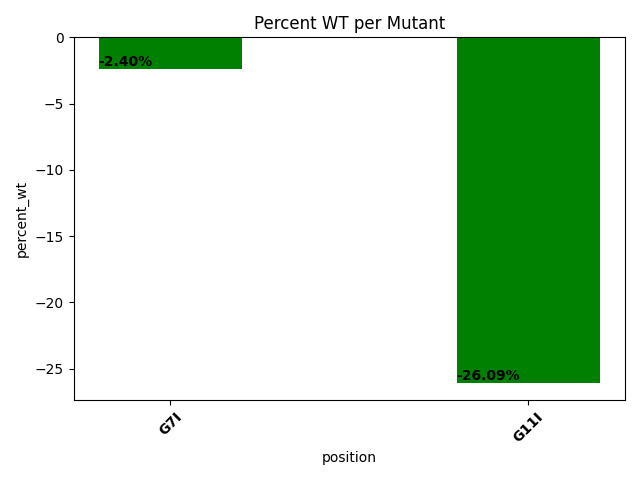 Percent WT per Mutant
percent_wt
0
−5
−10
−15
−20
−25
-2.40%
-26.09%
G7I
G11I
position